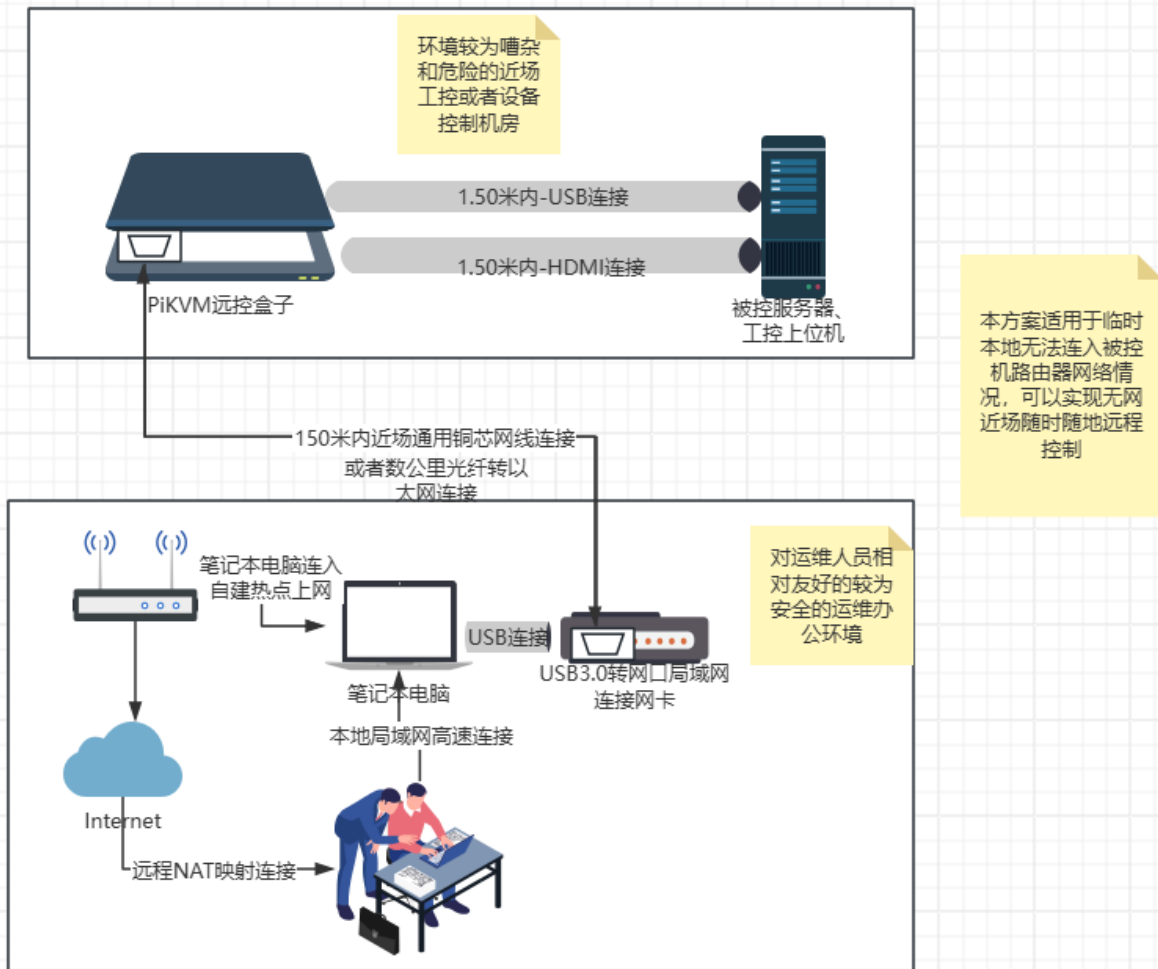 环境较为嘈杂
和危险的近场
工控或者设备
控制机房
1.50米内-USB连接
1.50米内-HDMI连接
PiKVM远控盒子
被控服务器、
工控上位机
本方案适用于临时
本地无法连入被控
机路由器网络情
况，可以实现无网
近场随时随地远程
控制
150米内近场通用铜芯网线连接
或者数公里光纤转以
太网连接
笔记本电脑连入
自建热点上网
对运维人员相
对友好的较为
安全的运维办
公环境
USB连接
USB3.0转网口局域网
连接网卡
笔记本电脑
本地局域网高速连接
Internet
远程NAT映射连接